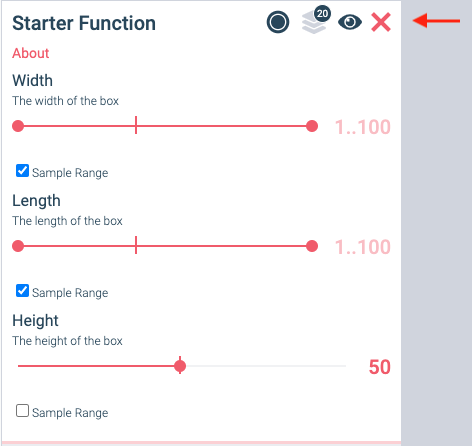 Starter Function
20
About
Width
The width of the box
1..100
Sample Range
Length
The length of the box
1..100
Sample Range
Height
The height of the box
50
Sample Range